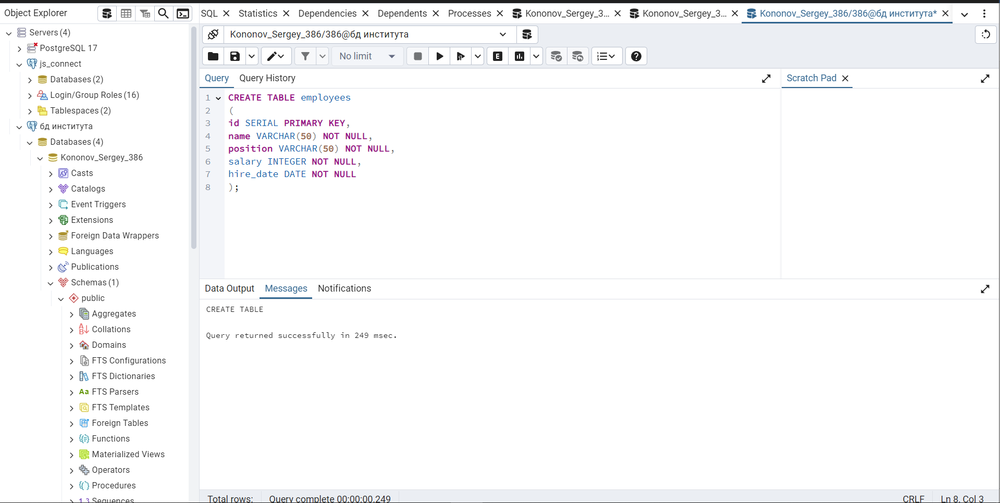 Object Explorer
SQL
Statistics
Dependencies
Dependents
Processes
Kononov_Sergey_3...
Kononov_Sergey_3...
Kononov_Sergey_386/386@бд института*
Servers (4)
PostgreSQL 17
js_connect
Databases (2)
Login/Group Roles (16)
Tablespaces (2)
бд института
Databases (4)
Kononov_Sergey_386
Casts
Catalogs
Event Triggers
Extensions
Foreign Data Wrappers
Languages
Publications
Schemas (1)
public
Aggregates
Collations
Domains
FTS Configurations
FTS Dictionaries
Aa FTS Parsers
FTS Templates
Foreign Tables
Functions
Materialized Views
Operators
Procedures
1..3 Sequences
Kononov_Sergey_386/386@бд института
No limit
E
Query
Query History
Scratch Pad
1 CREATE TABLE employees
2 (
3 id SERIAL PRIMARY KEY,
4 name VARCHAR(50) NOT NULL,
5 position VARCHAR(50) NOT NULL,
6 salary INTEGER NOT NULL,
7 hire_date DATE NOT NULL
8 );
Data Output
Messages
Notifications
CREATE TABLE
Query returned successfully in 249 msec.
Total rows:
Query complete 00:00:00.249
CRLF
Ln 8, Col 3